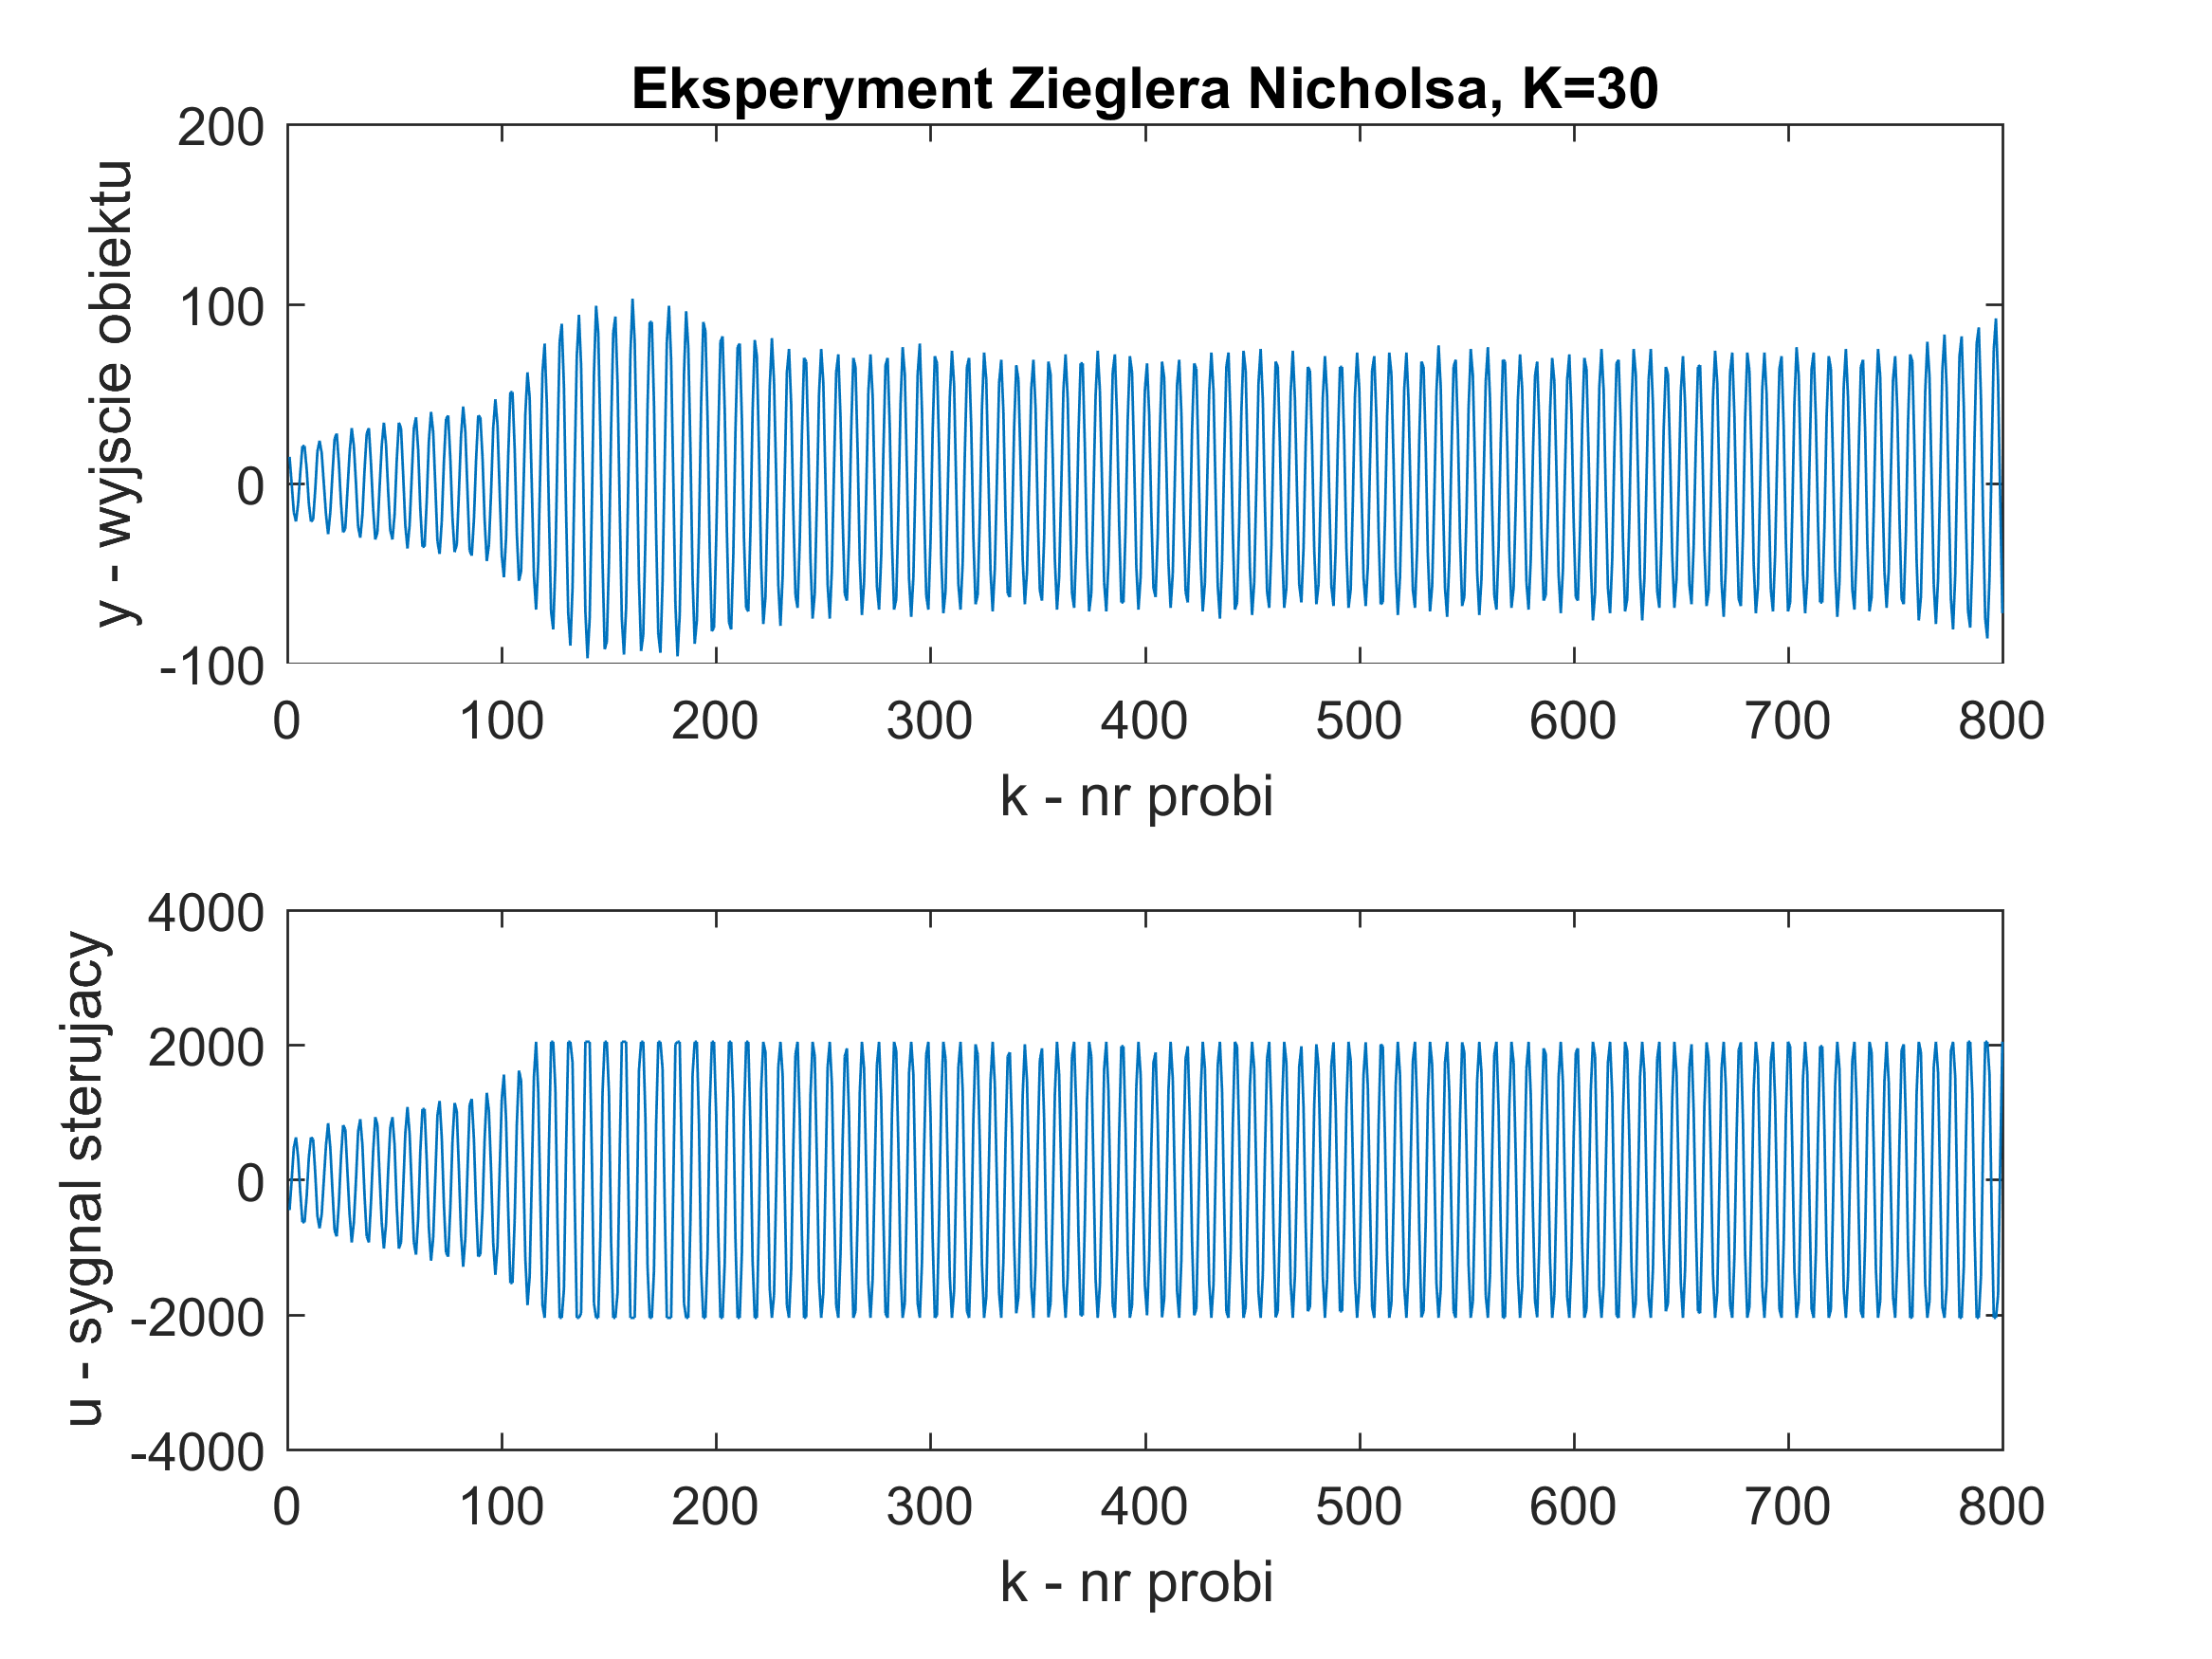 Eksperyment Zieglera Nicholsa, K=30
200
100
0
-100
y - wyjscie obiektu
0 100 200 300 400 500 600 700 800
k - nr probi
4000
2000
0
-2000
-4000
u - sygnal sterujacy
0 100 200 300 400 500 600 700 800
k - nr probi